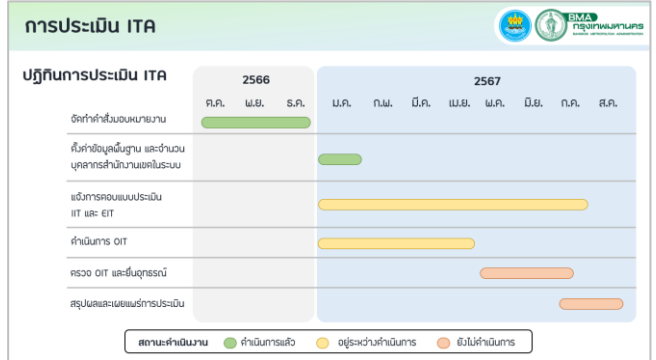 การประเมิน ITA
BMA
กรุงเทพมหานคร
BANGKOK METROPOLITAN ADMINISTRATION
ปฏิทินการประเมิน ITA
2566
2567
ต.ค. พ.ย. ธ.ค. ม.ค. ก.พ. มี.ค. เม.ย. พ.ค. มิ.ย. ก.ค. ส.ค.
จัดทำคำสั่งมอบหมายงาน
ตั้งค่าข้อมูลพื้นฐาน และจำนวน
บุคลากรสำนักงานเขตในระบบ
แจ้งการตอบแบบประเมิน
IIT และ EIT
ดำเนินการ OIT
ตรวจ OIT และยื่นอุทธรณ์
สรุปผลและเผยแพร่การประเมิน
สถานะดำเนินงาน ดำเนินการแล้ว อยู่ระหว่างดำเนินการ ยังไม่ดำเนินการ